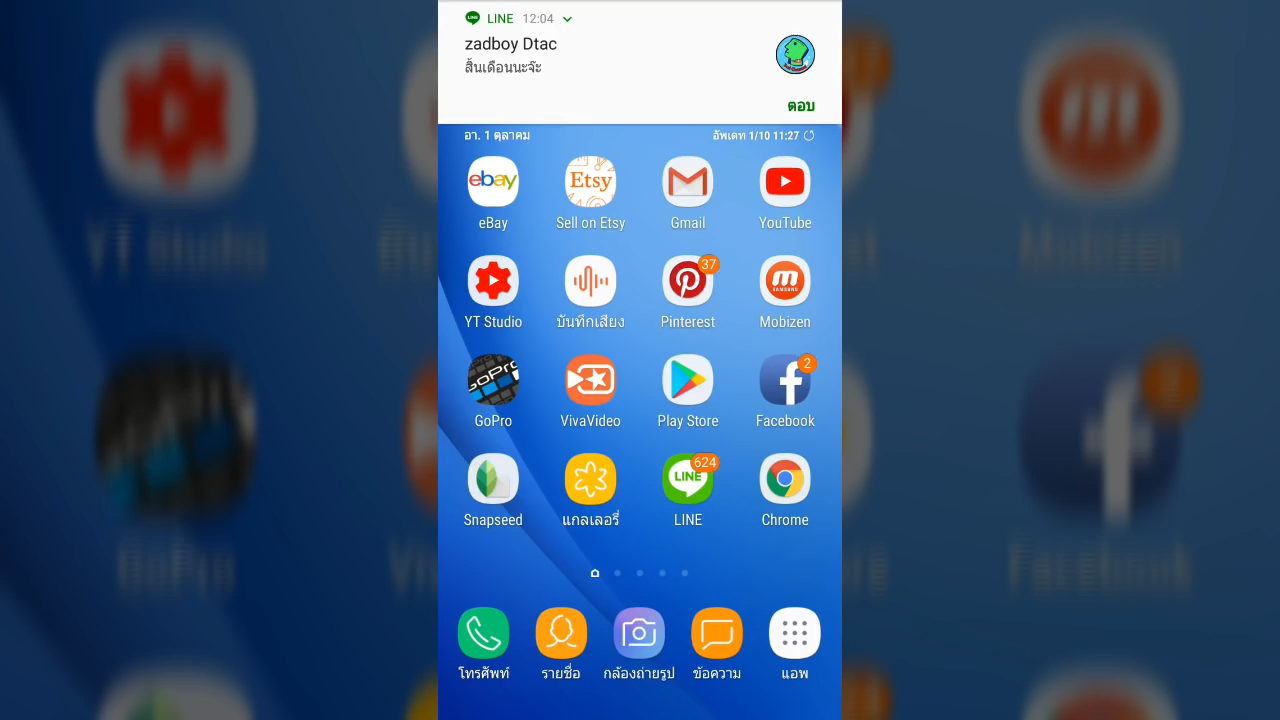 LINE 12:04
zadboy Dtac
สิ้นเดือนนะจ๊ะ
ตอบ
อา. 1 ตุลาคม
อัพเดท 1/10 11:27
ebay
Etsy
eBay
Sell on Etsy
Gmail
YouTube
37
SAMSUNG
YT Studio
บันทึกเสียง
Pinterest
Mobizen
GoPro
2
GoPro
VivaVideo
Play Store
Facebook
624
LINE
Snapseed
แกลเลอรี่
LINE
Chrome
โทรศัพท์
รายชื่อ
กล้องถ่ายรูป
ข้อความ
แอพ